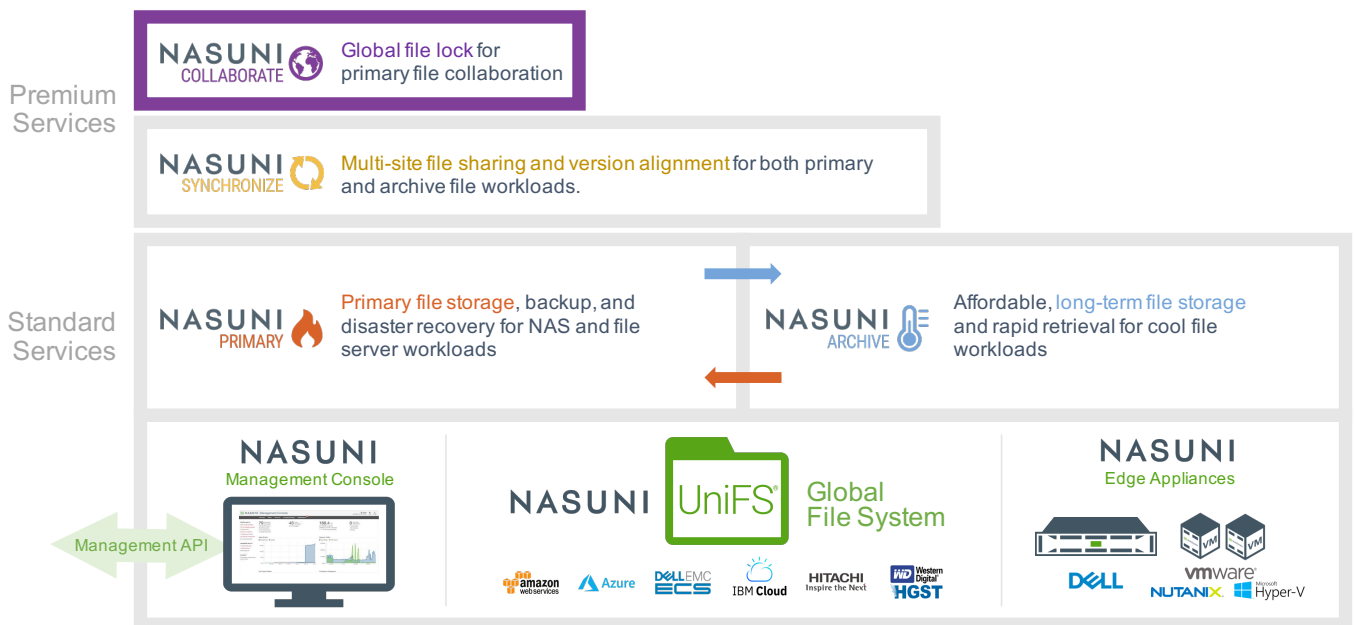 Premium
Services
NASUNI
COLLABORATE
Global file lock for
primary file collaboration
NASUNI
SYNCHRONIZE
Multi-site file sharing and version alignment for both primary
and archive file workloads.
Standard
Services
NASUNI
PRIMARY
Primary file storage, backup, and
disaster recovery for NAS and file
server workloads
NASUNI
ARCHIVE
Affordable, long-term file storage
and rapid retrieval for cool file
workloads
NASUNI
Management Console
Management API
NASUNI
UniFS®
Global
File System
amazon
web services
Azure
DELLEMC
ECS
IBM Cloud
HITACHI
Inspire the Next
WD Western
Digital®
HGST
NASUNI
Edge Appliances
VM
VM
DELL
vmware®
NUTANIX
Microsoft
Hyper-V